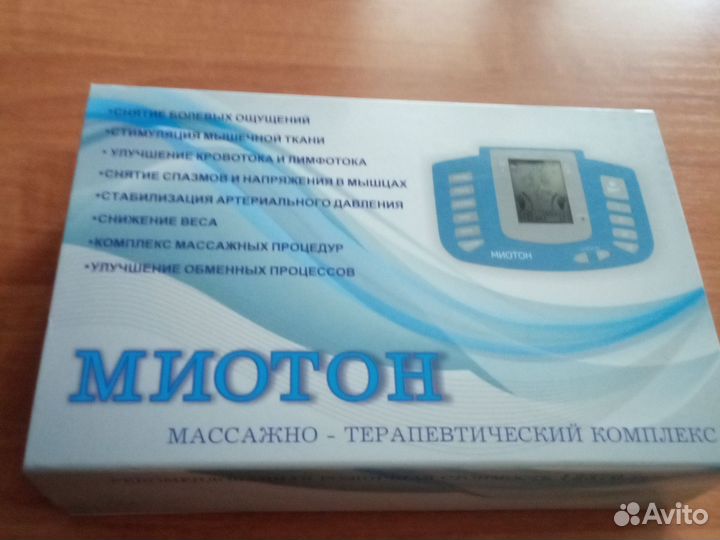 •СНЯТИЕ БОЛЕВЫХ ОЩУЩЕНИЙ
•СТИМУЛЯЦИЯ МЫШЕЧНОЙ ТКАНИ
•УЛУЧШЕНИЕ КРОВОТОКА И ЛИМФОТОКА
•СНЯТИЕ СПАЗМОВ И НАПРЯЖЕНИЯ В МЫШЦАХ
•СТАБИЛИЗАЦИЯ АРТЕРИАЛЬНОГО ДАВЛЕНИЯ
•СНИЖЕНИЕ ВЕСА
•КОМПЛЕКС МАССАЖНЫХ ПРОЦЕДУР
•УЛУЧШЕНИЕ ОБМЕННЫХ ПРОЦЕССОВ
МИОТОН
МИОТОН
МАССАЖНО - ТЕРАПЕВТИЧЕСКИЙ КОМПЛЕКС
Avito